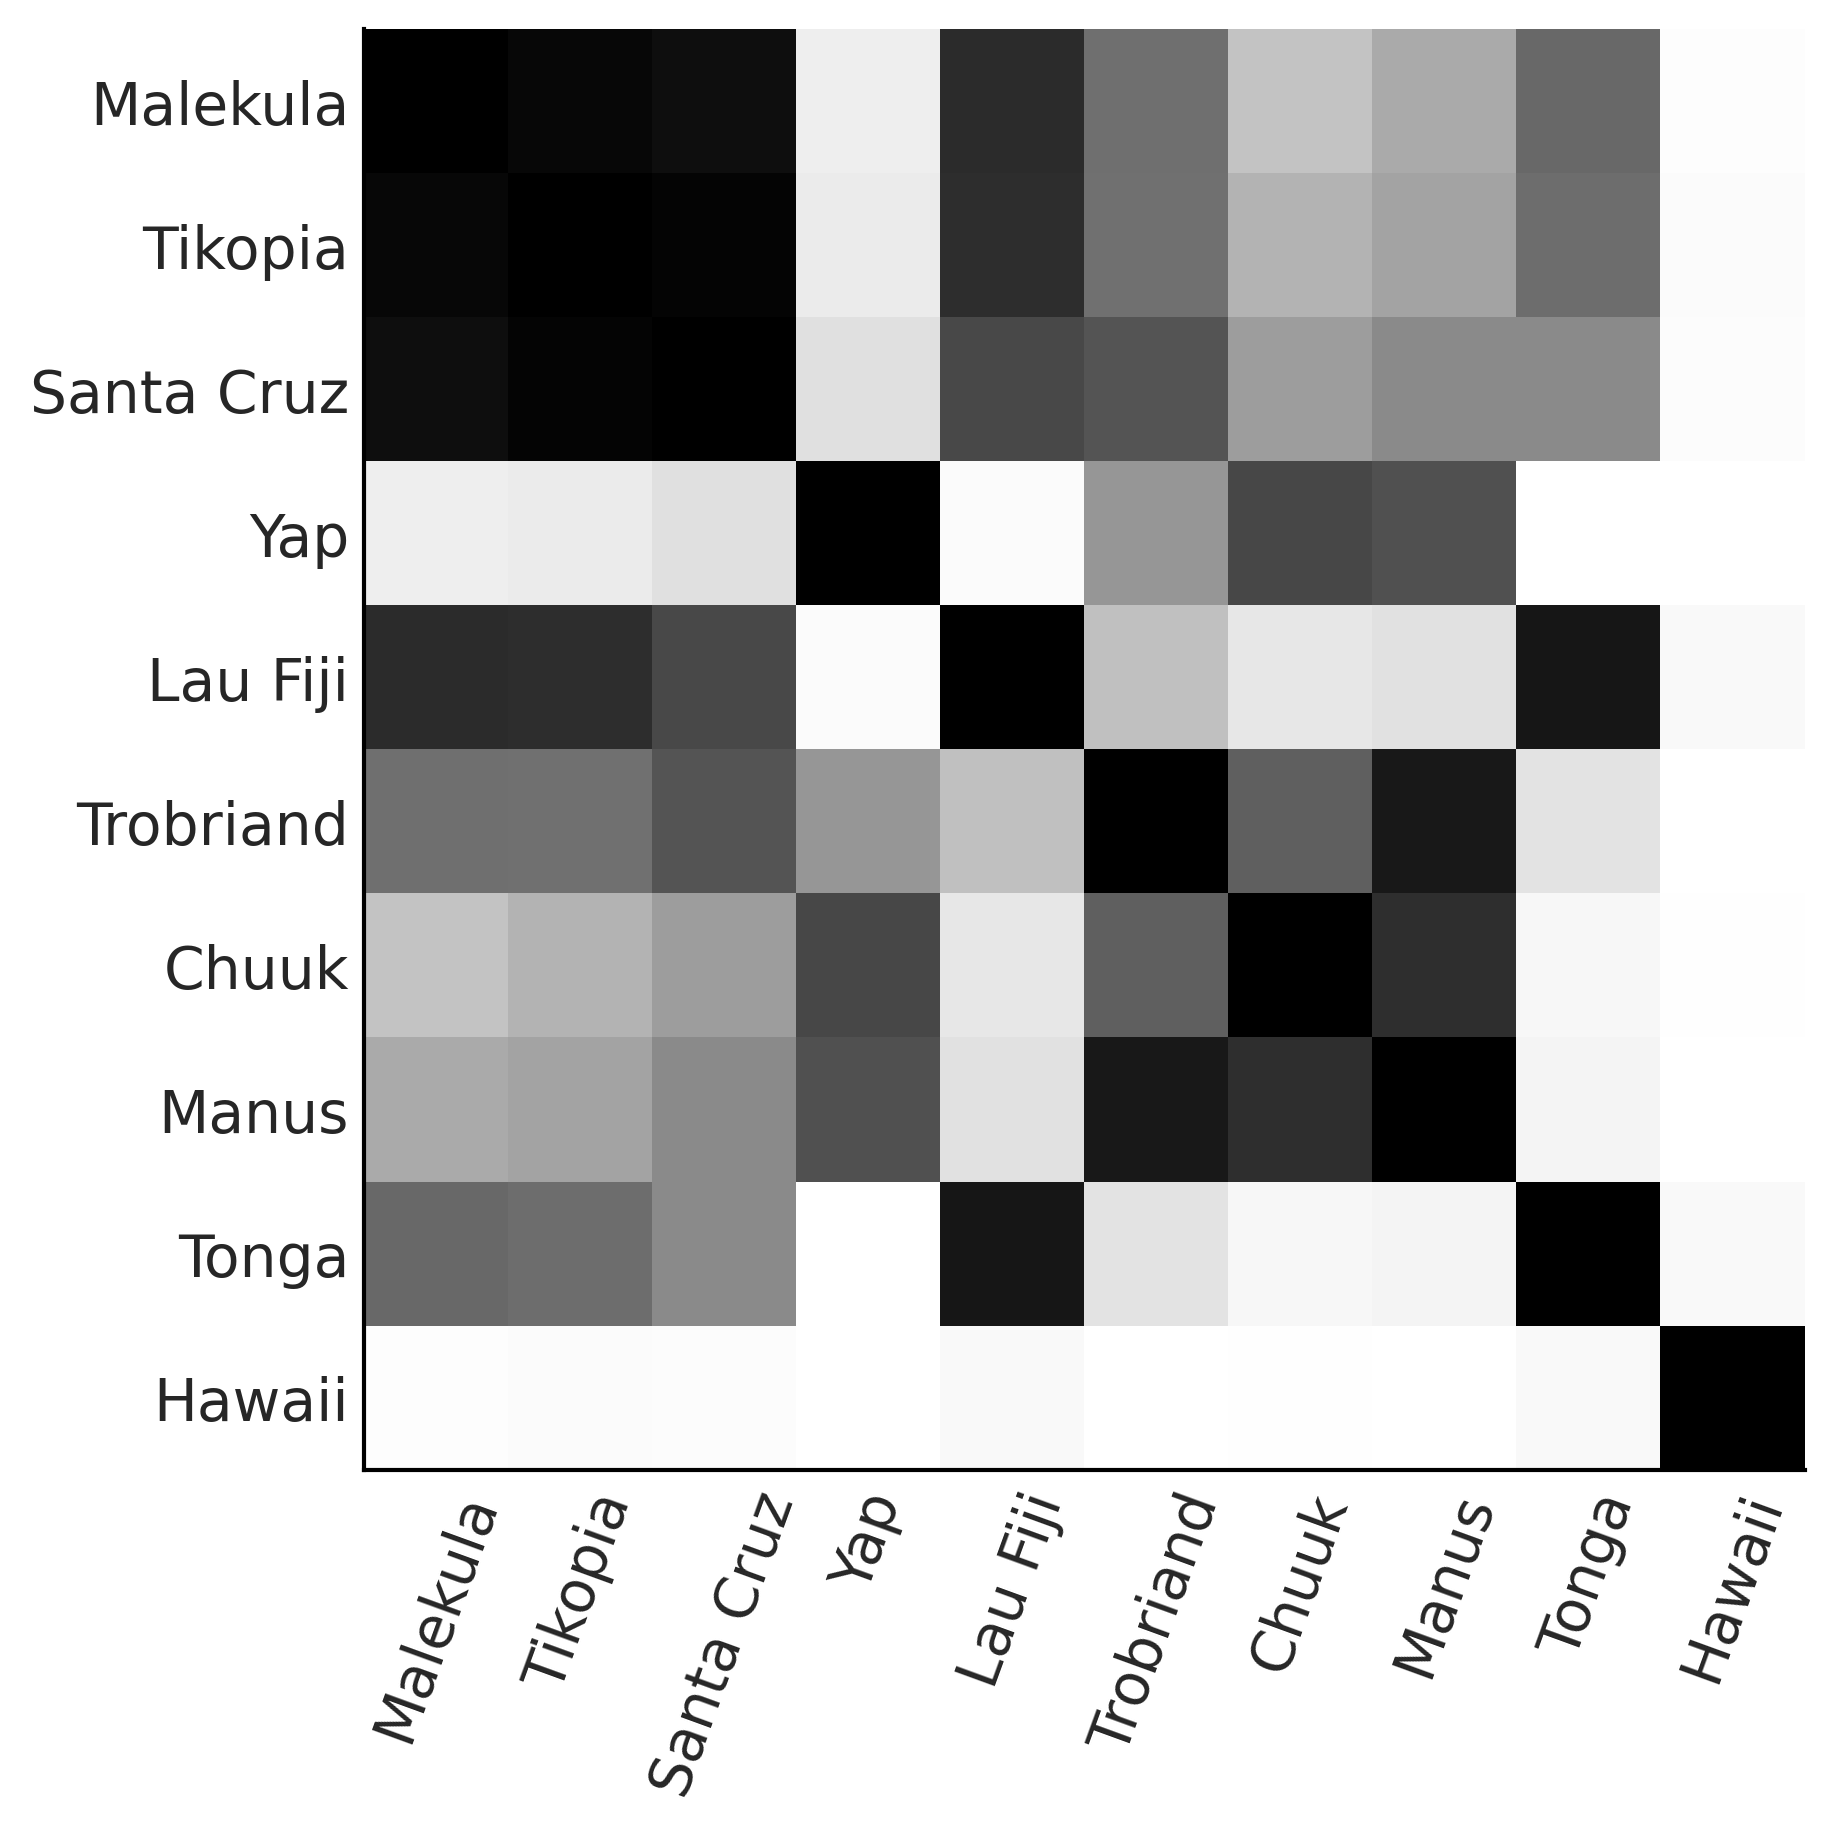 Malekula
Tikopia
Santa Cruz
Yap
Lau Fiji
Trobriand
Chuuk
Manus
Tonga
Hawaii
Malekula
Tikopia
Santa Cruz
Yap
Lau Fiji
Trobriand
Chuuk
Manus
Tonga
Hawaii